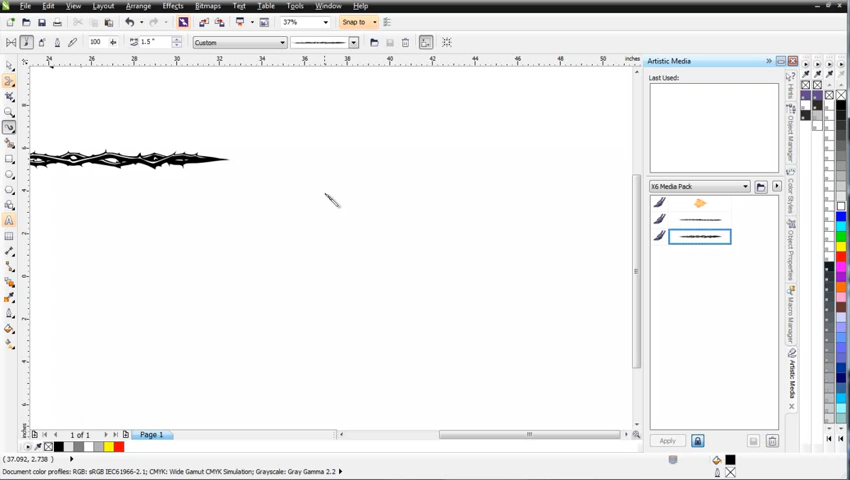 File Edit View Layout Arrange Effects Bitmaps Text Table Tools Window Help
37% Snap to
100 1.5 " Custom
24 26 28 30 32 34 36 38 40 42 44 46 48 50 inches
Artistic Media
Last Used:
X6 Media Pack
Hints
Object Manager
Color Styles
Object Properties
Macro Manager
Artistic Media
Apply
1 of 1 Page 1
(37.092, 2.738)
Document color profiles: RGB: sRGB IEC61966-2.1; CMYK: Wide Gamut CMYK Simulation; Grayscale: Gray Gamma 2.2